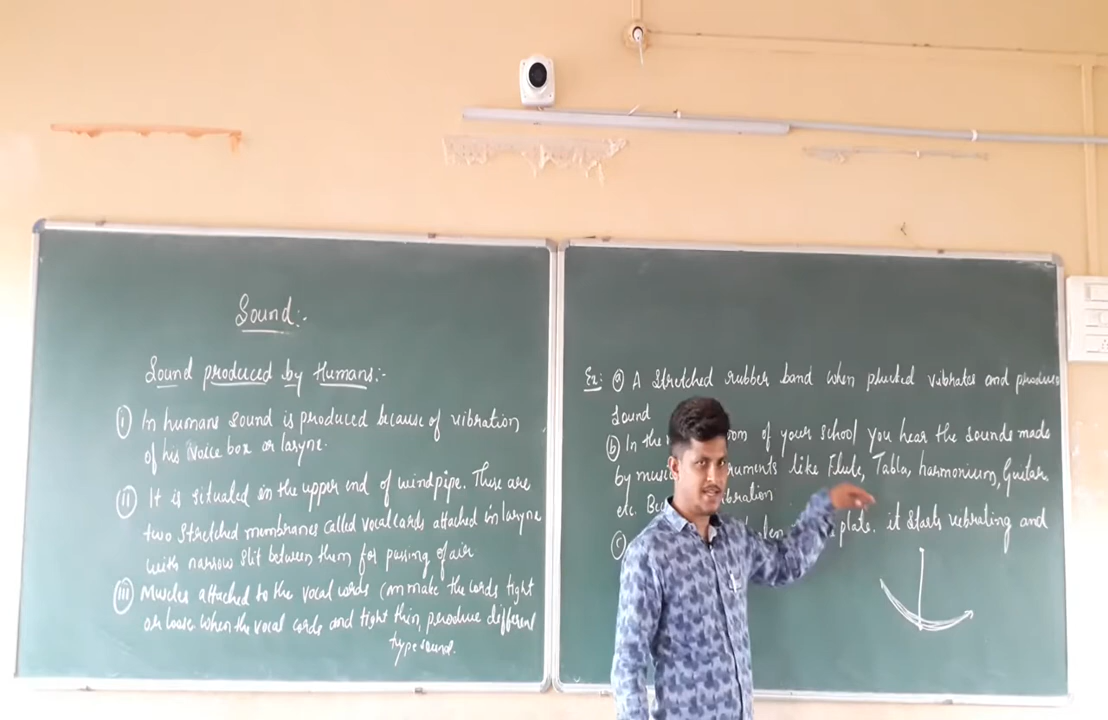 Sound:-
Sound produced by Humans:-
(i) In humans sound is produced because of vibration
of his voice box or larynx.
(ii) It is situated in the upper end of windpipe. There are
two stretched membranes called vocal cords attached in larynx
with narrow slit between them for passing of air
(iii) Muscles attached to the vocal cords can make the cords tight
or loose when the vocal cords and tight thin, produce different
type sound.
Ex: (a) A stretched rubber band when plucked vibrates and produces
sound
(b) In the of your school you hear the sounds made
by like Flute, Tabla, harmonium, Guitar
etc. vibration
(c) plate. it starts vibrating and